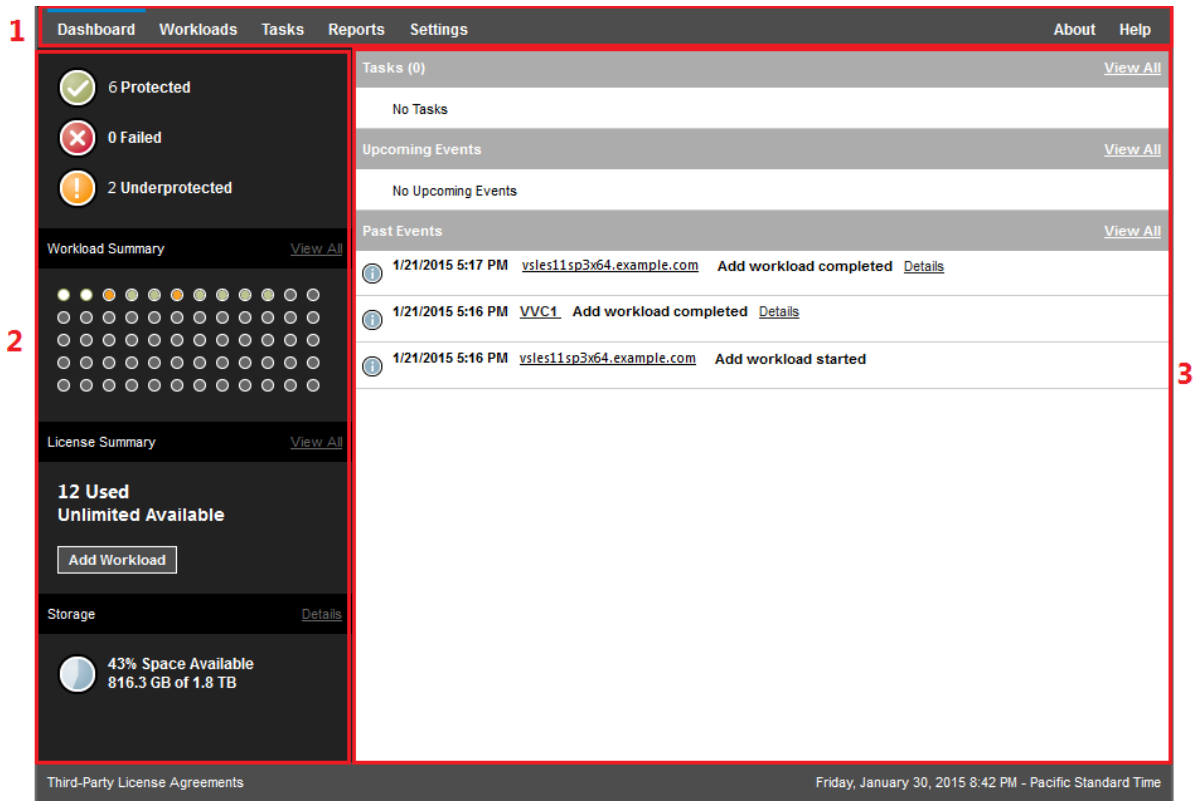 1
Dashboard Workloads Tasks Reports Settings About Help
2
6 Protected
0 Failed
2 Underprotected
Workload Summary View All
License Summary View All
12 Used
Unlimited Available
Add Workload
Storage Details
43% Space Available
816.3 GB of 1.8 TB
3
Tasks (0) View All
No Tasks
Upcoming Events View All
No Upcoming Events
Past Events View All
1/21/2015 5:17 PM vsles11sp3x64.example.com Add workload completed Details
1/21/2015 5:16 PM VVC1 Add workload completed Details
1/21/2015 5:16 PM vsles11sp3x64.example.com Add workload started
Third-Party License Agreements Friday, January 30, 2015 8:42 PM - Pacific Standard Time